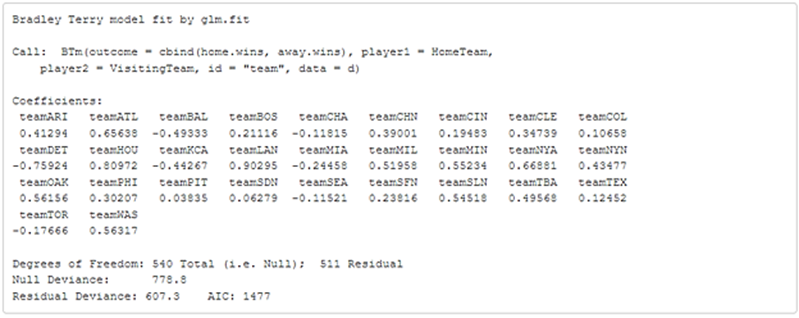 Bradley Terry model fit by glm.fit
Call:  BTm(outcome = cbind(home.wins, away.wins), player1 = HomeTeam,
    player2 = VisitingTeam, id = "team", data = d)
Coefficients:
 teamARI   teamATL   teamBAL   teamBOS   teamCHA   teamCHN   teamCIN   teamCLE   teamCOL
 0.41294   0.65638  -0.49333   0.21116  -0.11815   0.39001   0.19483   0.34739   0.10658
 teamDET   teamHOU   teamKCA   teamLAN   teamMIA   teamMIL   teamMIN   teamNYA   teamNYN
-0.75924   0.80972  -0.44267   0.90295  -0.24458   0.51958   0.55234   0.66881   0.43477
 teamOAK   teamPHI   teamPIT   teamSDN   teamSEA   teamSFN   teamSLN   teamTBA   teamTEX
 0.56156   0.30207   0.03835   0.06279  -0.11521   0.23816   0.54518   0.49568   0.12452
 teamTOR   teamWAS
-0.17666   0.56317
Degrees of Freedom: 540 Total (i.e. Null);  511 Residual
Null Deviance:      778.8
Residual Deviance: 607.3    AIC: 1477